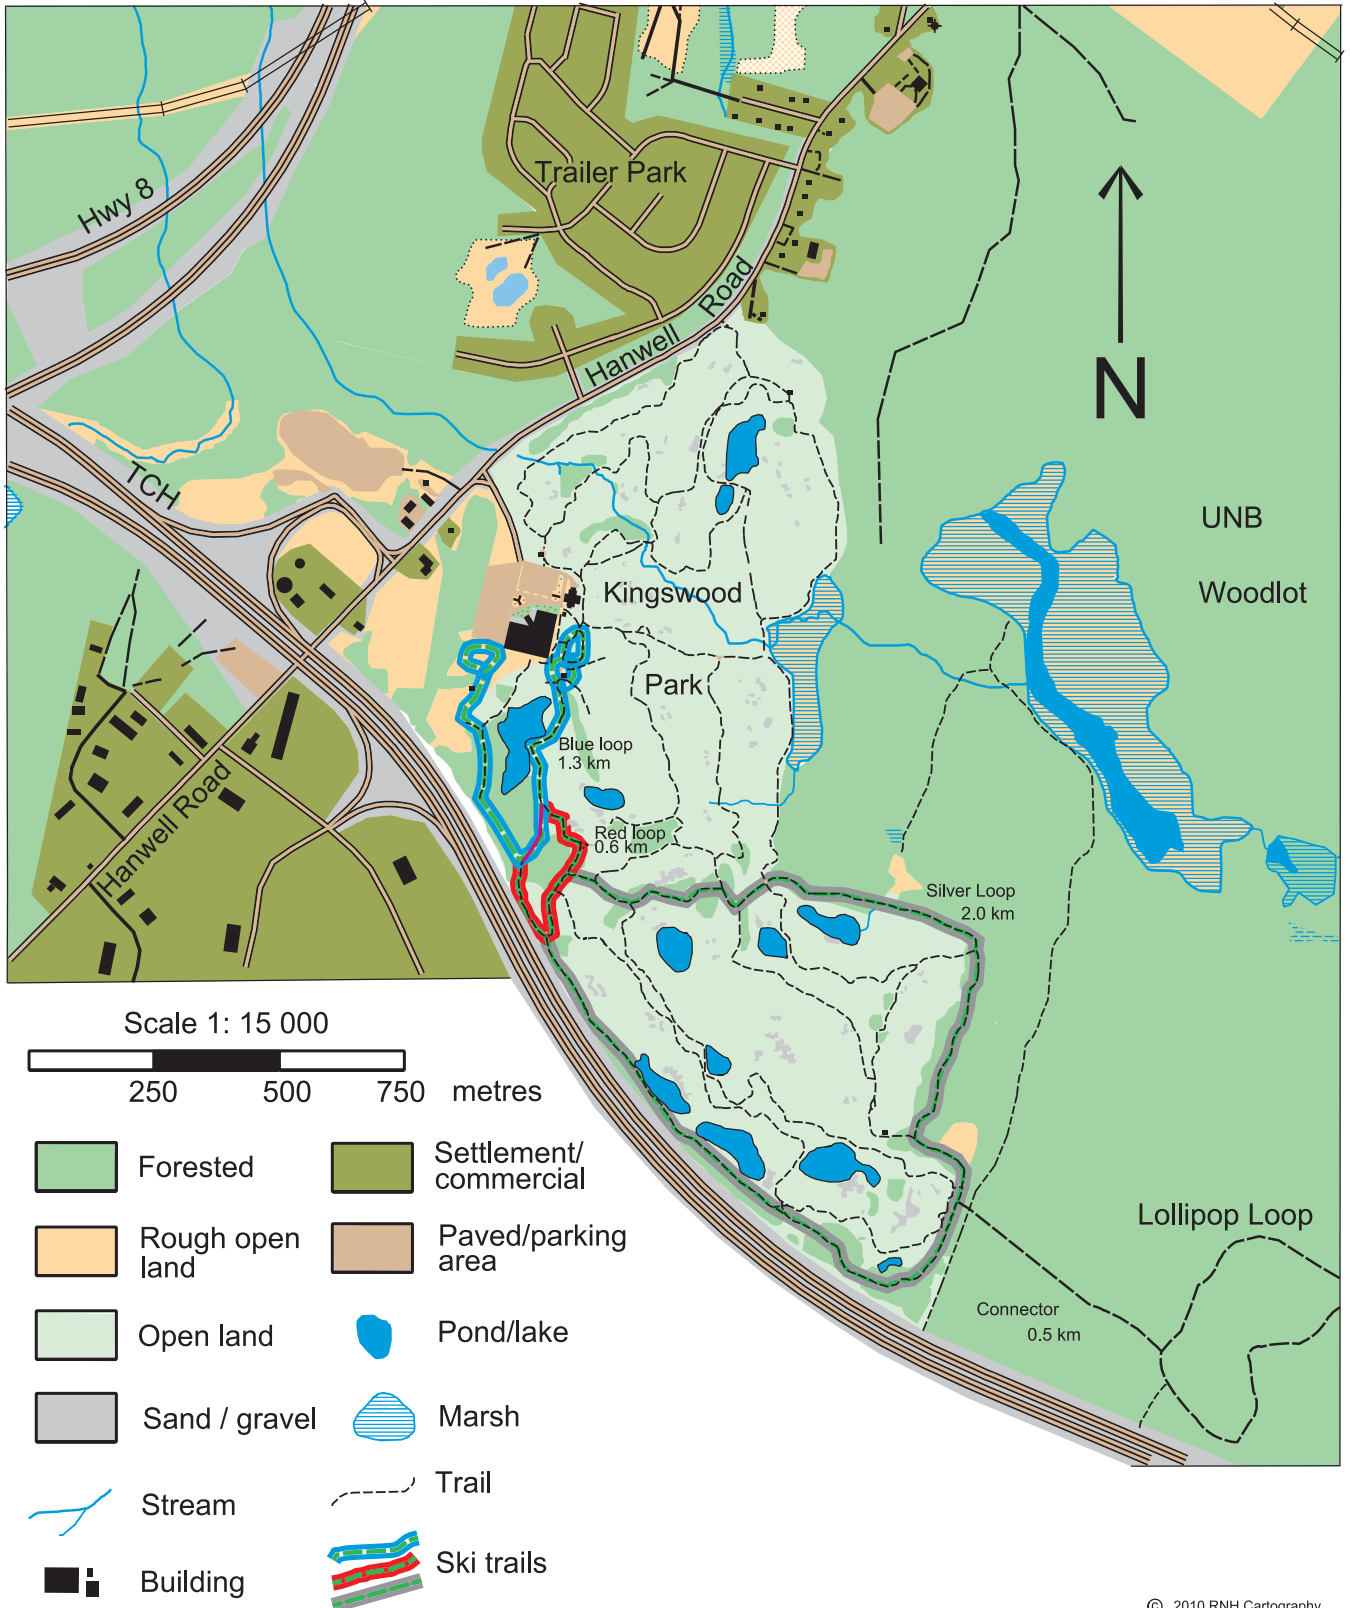 Hwy 8
Trailer Park
Hanwell Road
TCH
N
UNB
Woodlot
Kingswood
Park
Blue loop
1.3 km
Red loop
0.6 km
Hanwell Road
Silver Loop
2.0 km
Lollipop Loop
Connector
0.5 km
Scale 1: 15 000
250 500 750 metres
Forested
Settlement/
commercial
Rough open
land
Paved/parking
area
Open land
Pond/lake
Sand / gravel
Marsh
Stream
Trail
Building
Ski trails
© 2010 RNH Cartography